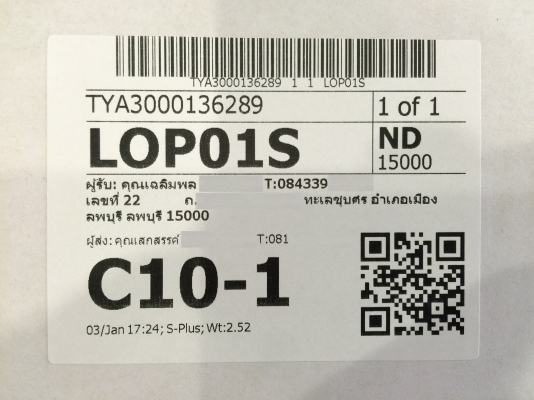 TYA3000136289 1 1 LOP01S
TYA3000136289 1 of 1
LOP01S ND
15000
ผู้รับ: คุณเฉลิมพล T:084339
เลขที่ 22 ถ. ทะเลชุบศร อำเภอเมือง
ลพบุรี ลพบุรี 15000
ผู้ส่ง: คุณเสกสรรค์ T:081
C10-1
03/Jan 17:24; S-Plus; Wt:2.52